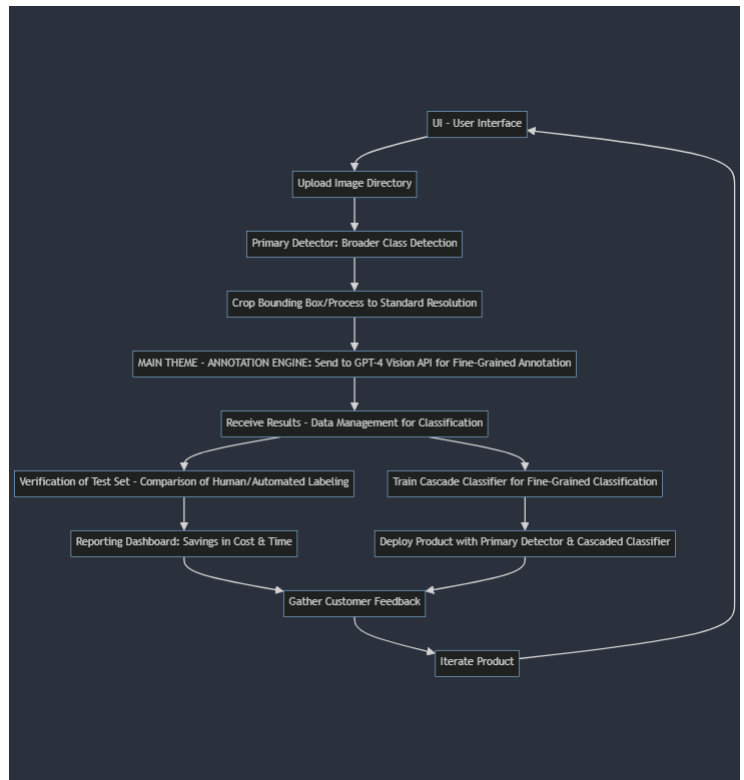 UI - User Interface
Upload Image Directory
Primary Detector: Broader Class Detection
Crop Bounding Box/Process to Standard Resolution
MAIN THEME - ANNOTATION ENGINE: Send to GPT-4 Vision API for Fine-Grained Annotation
Receive Results - Data Management for Classification
Verification of Test Set - Comparison of Human/Automated Labeling
Train Cascade Classifier for Fine-Grained Classification
Reporting Dashboard: Savings in Cost & Time
Deploy Product with Primary Detector & Cascaded Classifier
Gather Customer Feedback
Iterate Product